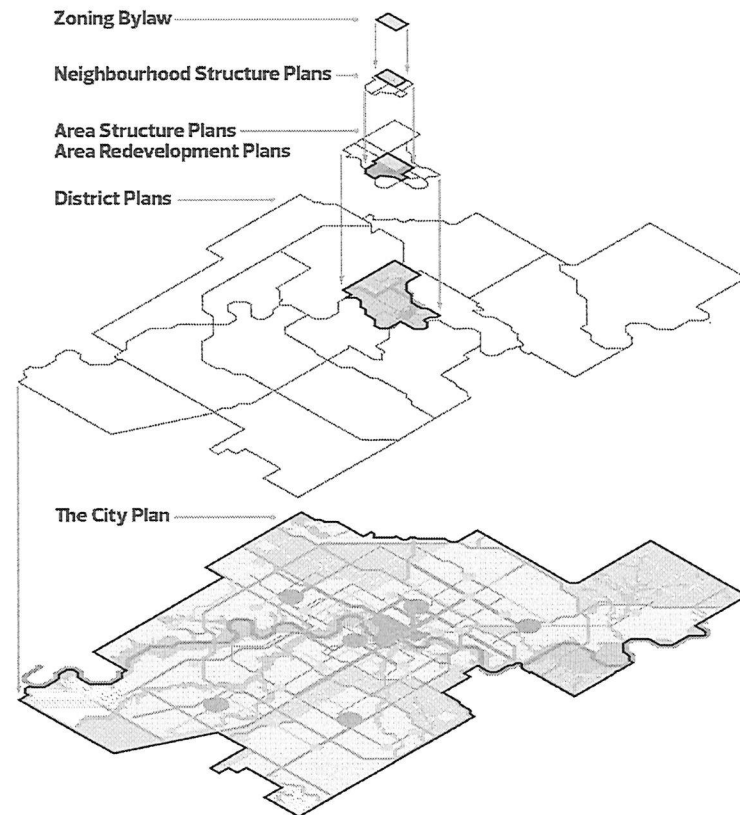 Zoning Bylaw
Neighbourhood Structure Plans
Area Structure Plans
Area Redevelopment Plans
District Plans
The City Plan